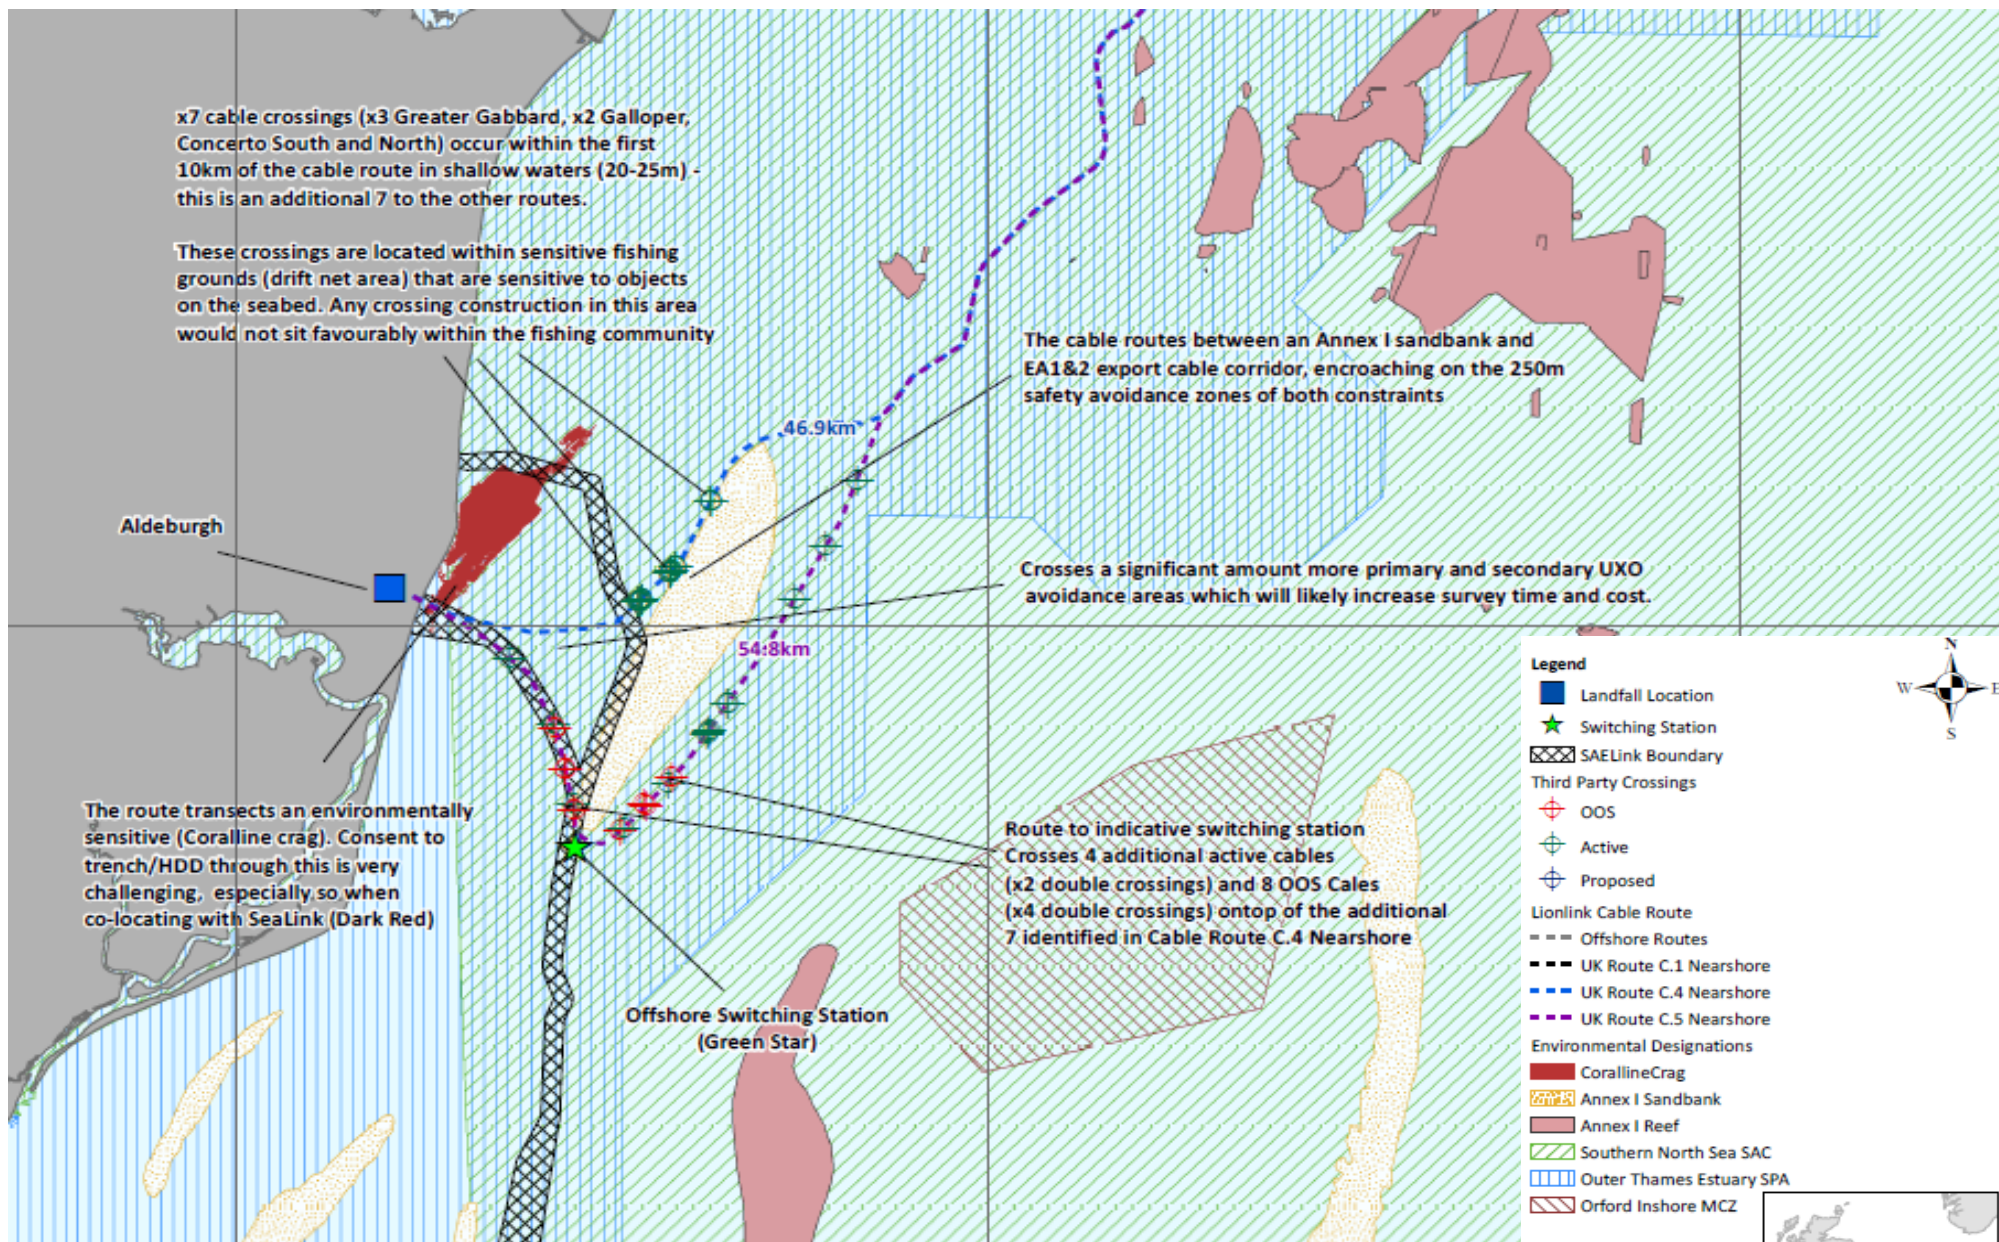 x7 cable crossings (x3 Greater Gabbard, x2 Galloper,
Concerto South and North) occur within the first
10km of the cable route in shallow waters (20-25m) -
this is an additional 7 to the other routes.
These crossings are located within sensitive fishing
grounds (drift net area) that are sensitive to objects
on the seabed. Any crossing construction in this area
would not sit favourably within the fishing community
The cable routes between an Annex I sandbank and
EA1&2 export cable corridor, encroaching on the 250m
safety avoidance zones of both constraints
46.9km
Aldeburgh
Crosses a significant amount more primary and secondary UXO
avoidance areas which will likely increase survey time and cost.
54.8km
The route transects an environmentally
sensitive (Coralline crag). Consent to
trench/HDD through this is very
challenging, especially so when
co-locating with SeaLink (Dark Red)
Route to indicative switching station
Crosses 4 additional active cables
(x2 double crossings) and 8 OOS Cales
(x4 double crossings) ontop of the additional
7 identified in Cable Route C.4 Nearshore
Offshore Switching Station
(Green Star)
Legend
Landfall Location
Switching Station
SAELink Boundary
Third Party Crossings
OOS
Active
Proposed
Lionlink Cable Route
Offshore Routes
UK Route C.1 Nearshore
UK Route C.4 Nearshore
UK Route C.5 Nearshore
Environmental Designations
CorallineCrag
Annex I Sandbank
Annex I Reef
Southern North Sea SAC
Outer Thames Estuary SPA
Orford Inshore MCZ
N
W
E
S